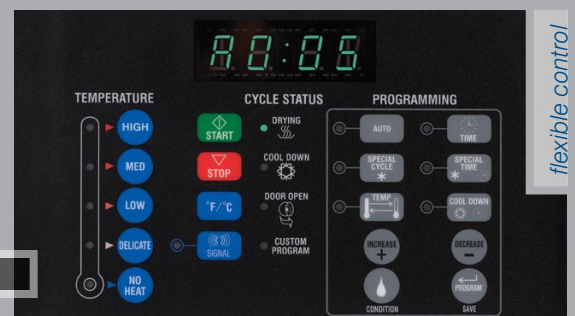 A0:05
flexible control
TEMPERATURE
CYCLE STATUS
PROGRAMMING
HIGH
MED
LOW
DELICATE
NO
HEAT
START
STOP
°F/°C
SIGNAL
DRYING
COOL DOWN
DOOR OPEN
CUSTOM
PROGRAM
AUTO
TIME
SPECIAL
CYCLE
SPECIAL
TIME
TEMP
COOL DOWN
INCREASE
+
DECREASE
-
CONDITION
PROGRAM
SAVE